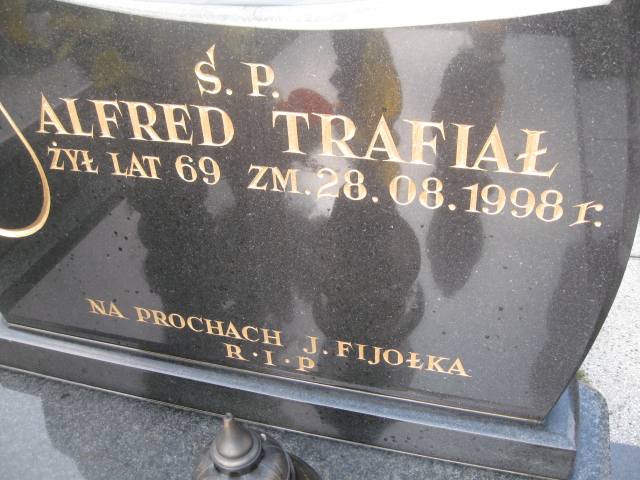 Ś.P.
ALFRED TRAFIAŁ
ŻYŁ LAT 69 ZM.28.08.1998 r.
NA PROCHACH J.FIJOŁKA
R·I·P